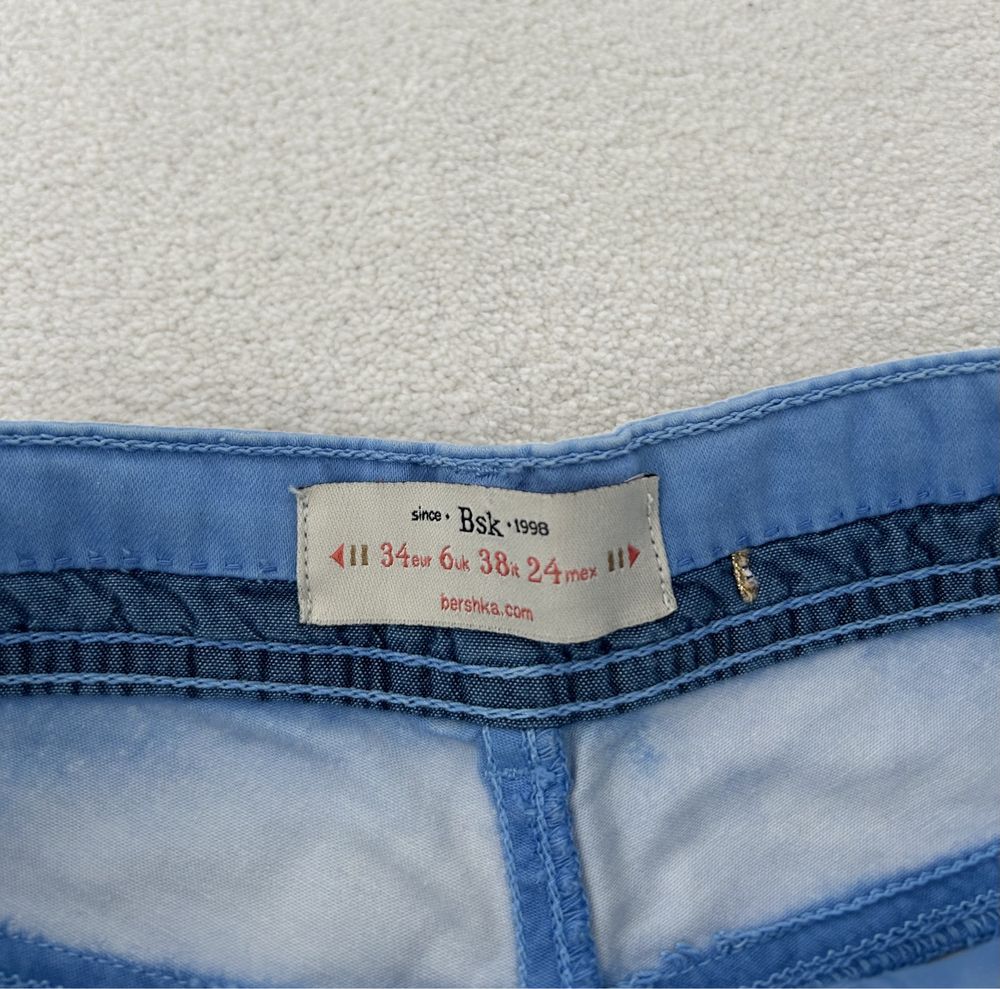 since • Bsk • 1998
34eur 6uk 38it 24mex
bershka.com